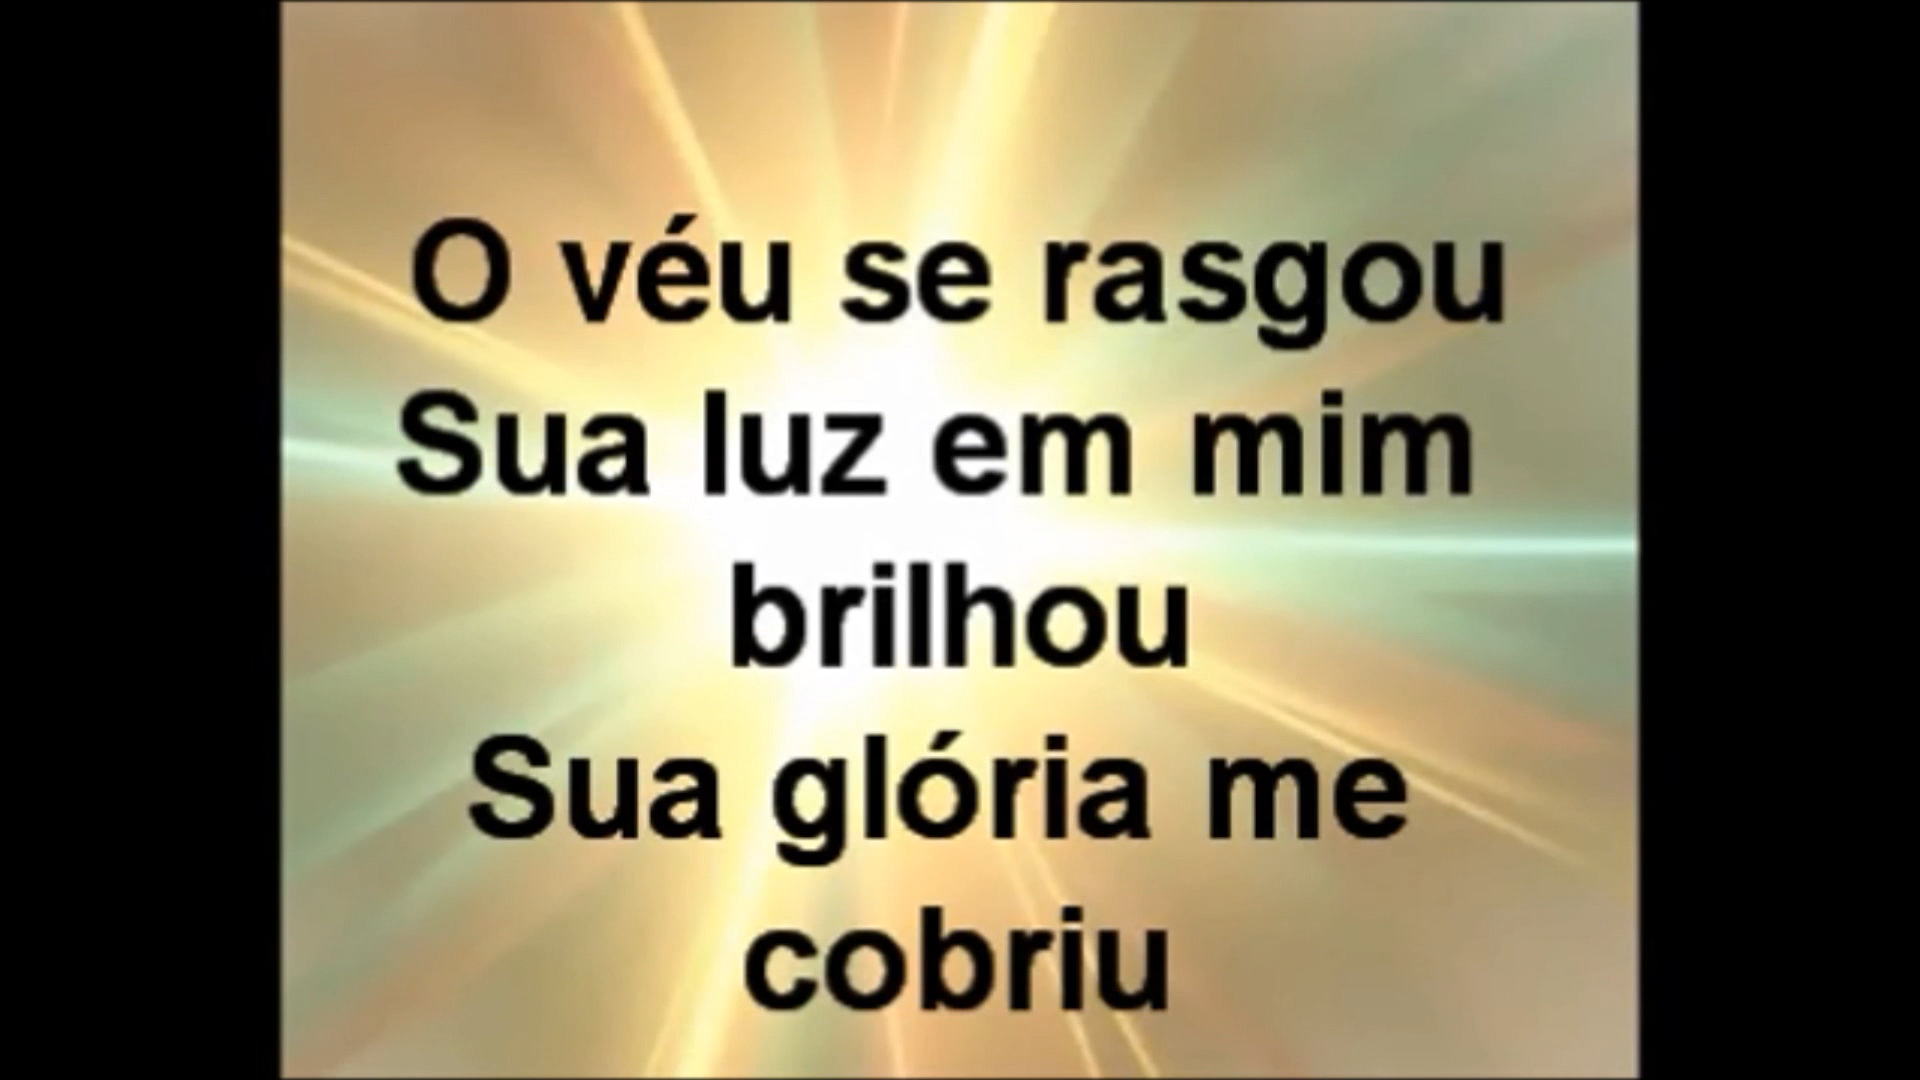 O véu se rasgou
Sua luz em mim
brilhou
Sua glória me
cobriu